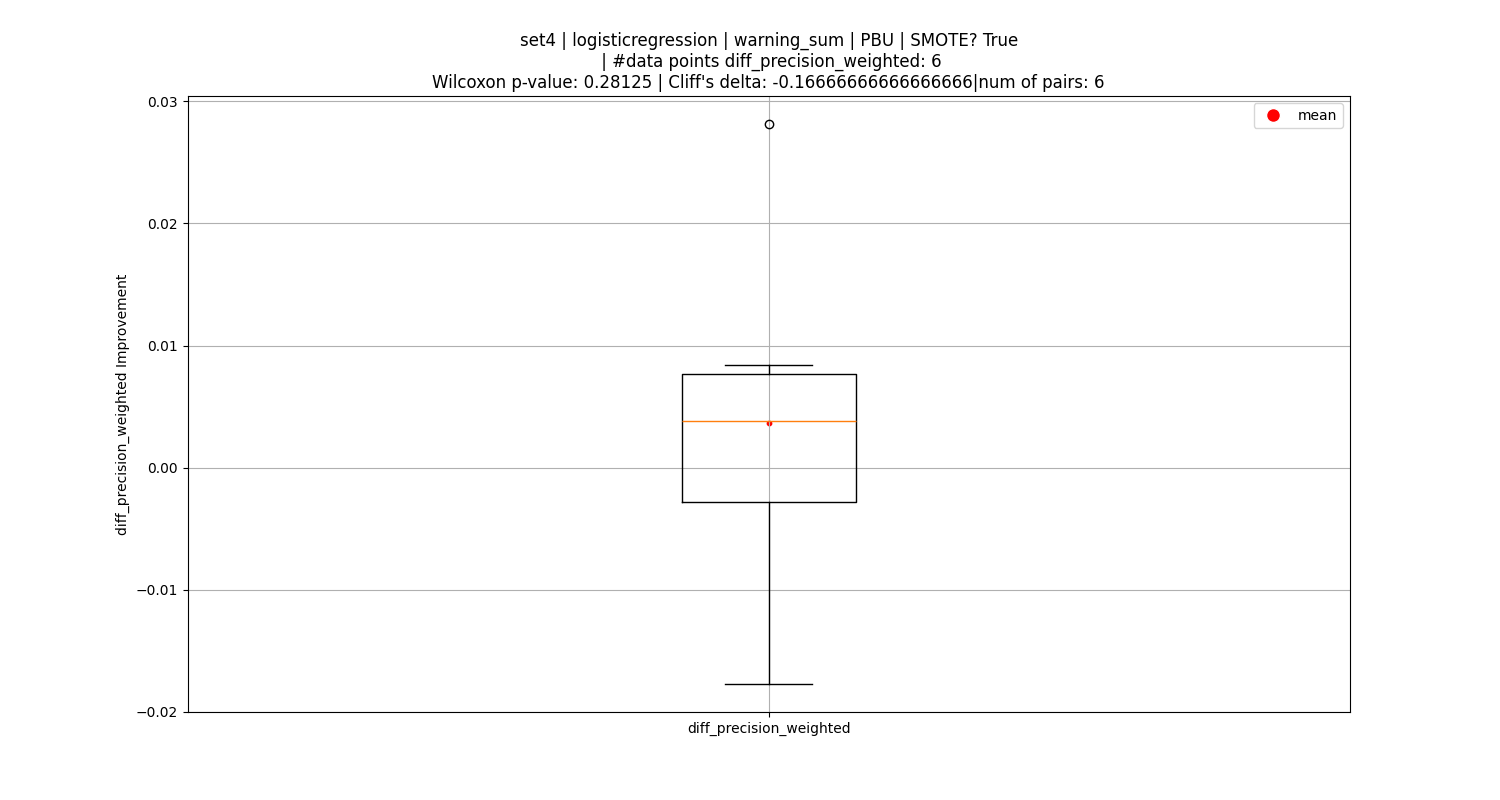 set4 | logisticregression | warning_sum | PBU | SMOTE? True
| #data points diff_precision_weighted: 6
Wilcoxon p-value: 0.28125 | Cliff's delta: -0.16666666666666666|num of pairs: 6
mean
0.03
0.02
0.01
0.00
−0.01
−0.02
diff_precision_weighted Improvement
diff_precision_weighted